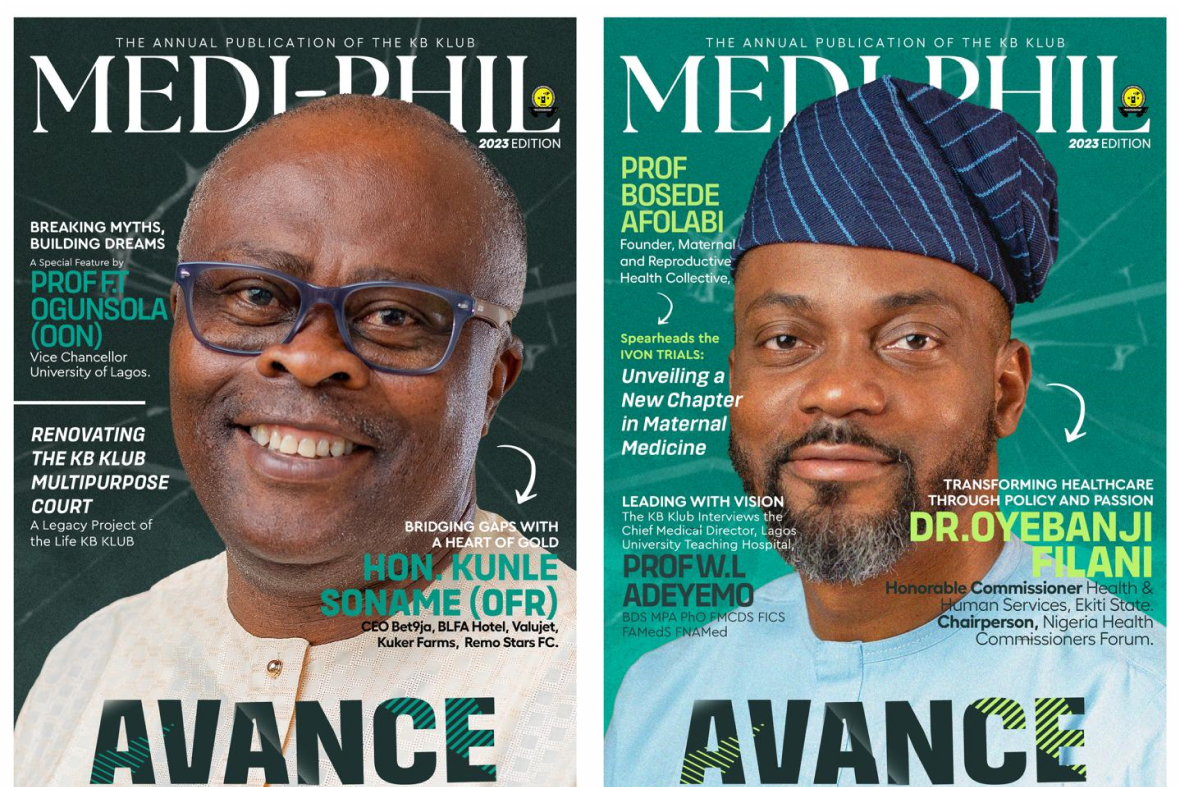 THE ANNUAL PUBLICATION OF THE KB KLUB
MEDI-PHIL
2023 EDITION
BREAKING MYTHS,
BUILDING DREAMS
A Special Feature by
PROF F.T
OGUNSOLA
(OON)
Vice Chancellor
University of Lagos.
RENOVATING
THE KB KLUB
MULTIPURPOSE
COURT
A Legacy Project of
the Life KB KLUB
BRIDGING GAPS WITH
A HEART OF GOLD
HON. KUNLE
SONAME (OFR)
CEO Bet9ja, BLFA Hotel, Valujet,
Kuker Farms, Remo Stars FC.
AVANCE
THE ANNUAL PUBLICATION OF THE KB KLUB
MEDI-PHIL
2023 EDITION
PROF
BOSEDE
AFOLABI
Founder, Maternal
and Reproductive
Health Collective,
Spearheads the
IVON TRIALS:
Unveiling a
New Chapter
in Maternal
Medicine
LEADING WITH VISION
The KB Klub Interviews the
Chief Medical Director, Lagos
University Teaching Hospital,
PROF W.L
ADEYEMO
BDS MPA PhO FMCDS FICS
FAMedS FNAMed
TRANSFORMING HEALTHCARE
THROUGH POLICY AND PASSION
DR.OYEBANJI
FILANI
Honorable Commissioner Health &
Human Services, Ekiti State.
Chairperson, Nigeria Health
Commissioners Forum.
AVANCE